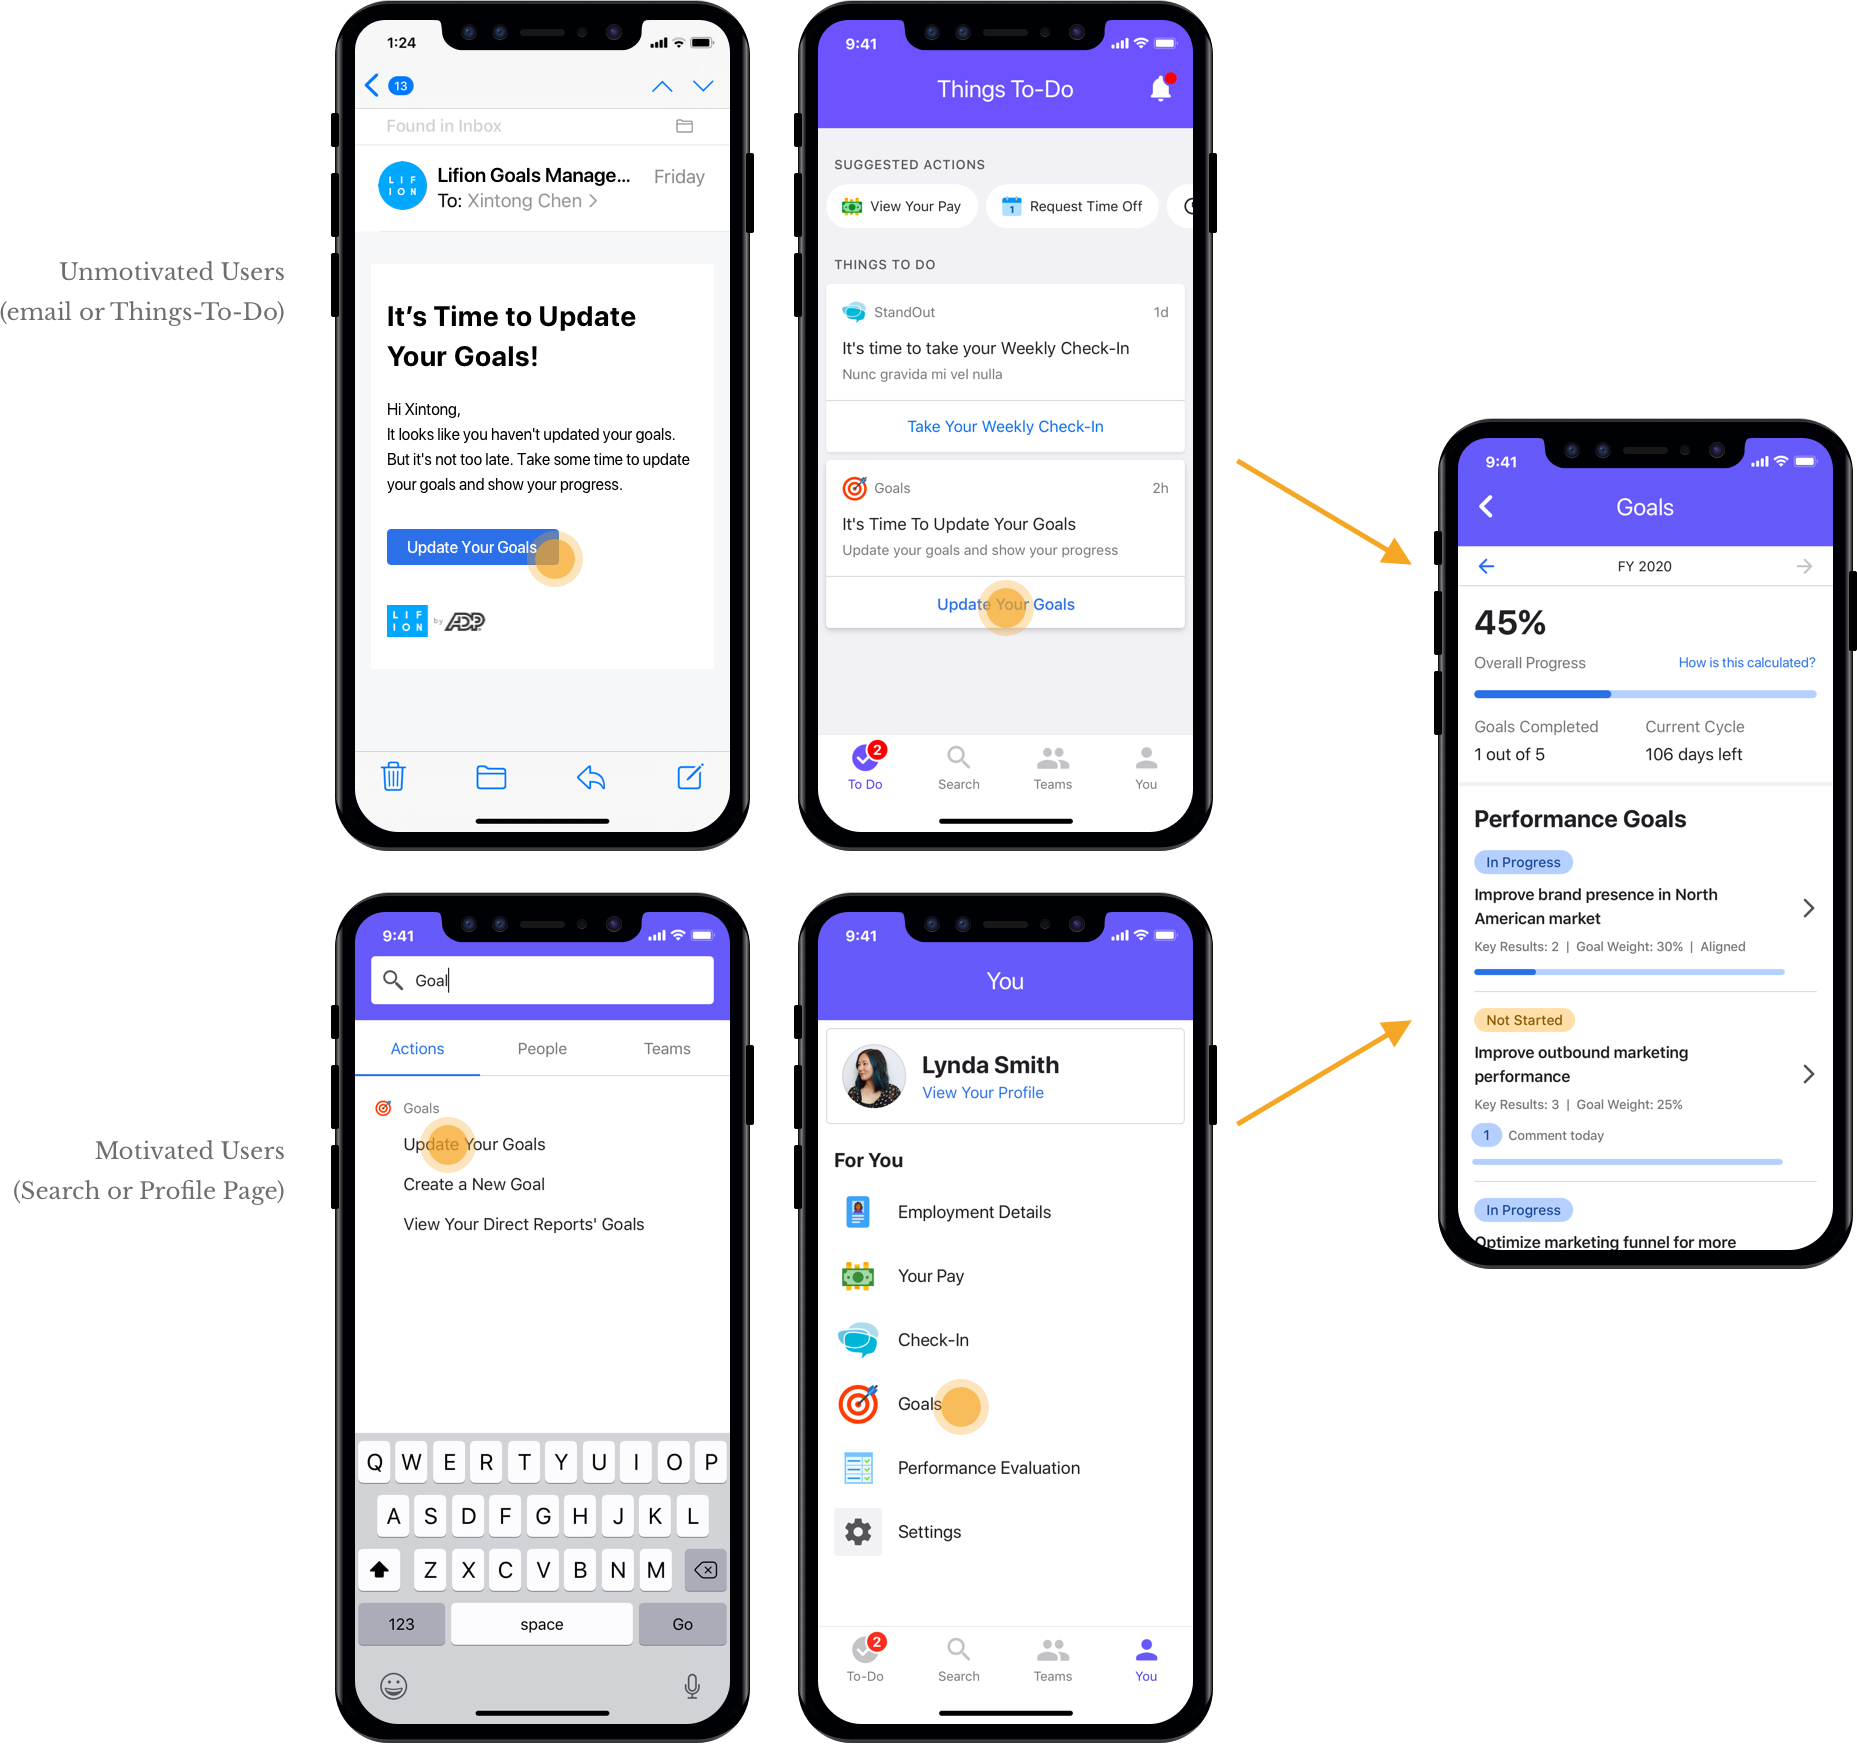 Unmotivated Users
(email or Things-To-Do)
1:24
13
Found in Inbox
LIF
ION
Lifion Goals Manage...
Friday
To: Xintong Chen
It's Time to Update
Your Goals!
Hi Xintong,
It looks like you haven't updated your goals.
But it's not too late. Take some time to update
your goals and show your progress.
Update Your Goals
LIF
ION
by ADP
9:41
Things To-Do
SUGGESTED ACTIONS
View Your Pay
1
Request Time Off
THINGS TO DO
StandOut
1d
It's time to take your Weekly Check-In
Nunc gravida mi vel nulla
Take Your Weekly Check-In
Goals
2h
It's Time To Update Your Goals
Update your goals and show your progress
Update Your Goals
2
To Do
Search
Teams
You
Motivated Users
(Search or Profile Page)
9:41
Goal
Actions
People
Teams
Goals
Update Your Goals
Create a New Goal
View Your Direct Reports' Goals
Q W E R T Y U I O P
A S D F G H J K L
Z X C V B N M
123
space
Go
9:41
You
Lynda Smith
View Your Profile
For You
Employment Details
Your Pay
Check-In
Goals
Performance Evaluation
Settings
2
To-Do
Search
Teams
You
9:41
Goals
FY 2020
45%
Overall Progress
How is this calculated?
Goals Completed
Current Cycle
1 out of 5
106 days left
Performance Goals
In Progress
Improve brand presence in North
American market
Key Results: 2 | Goal Weight: 30% | Aligned
Not Started
Improve outbound marketing
performance
Key Results: 3 | Goal Weight: 25%
1
Comment today
In Progress
Optimize marketing funnel for more